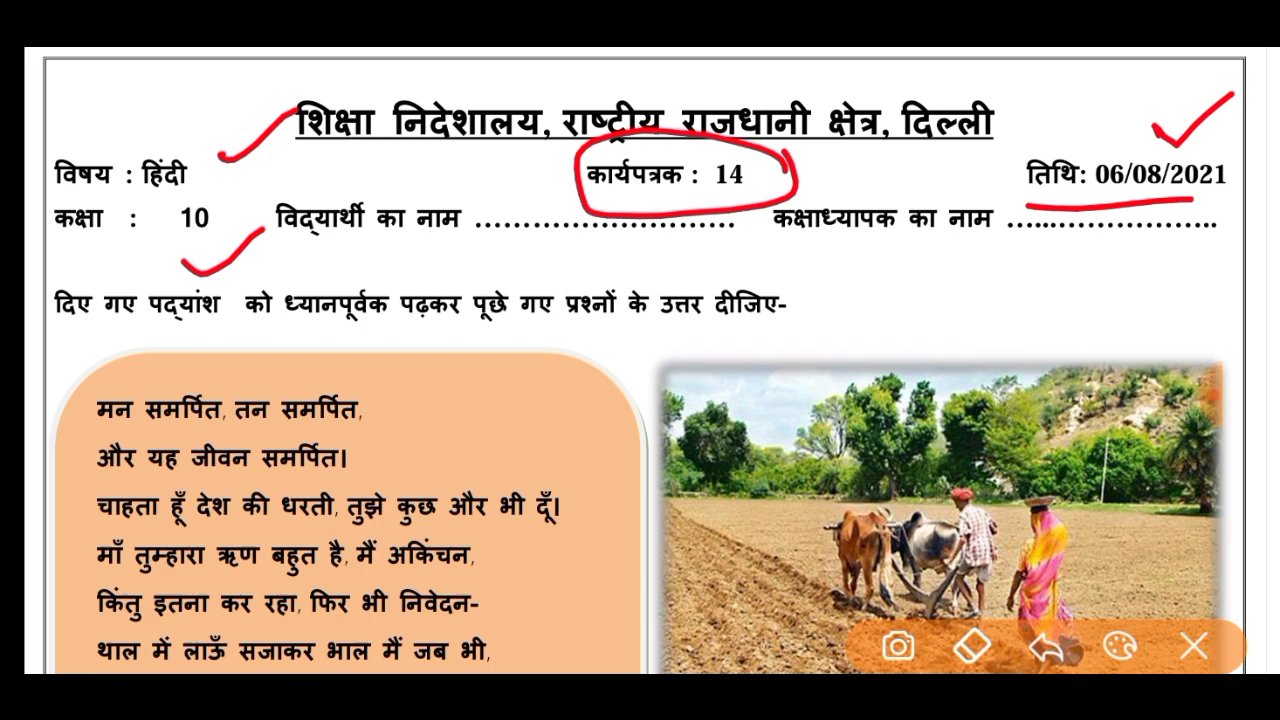 शिक्षा निदेशालय, राष्ट्रीय राजधानी क्षेत्र, दिल्ली
विषय : हिंदी कार्यपत्रक : 14 तिथि: 06/08/2021
कक्षा : 10 विद्यार्थी का नाम ........................... कक्षाध्यापक का नाम ......................
दिए गए पद्यांश को ध्यानपूर्वक पढ़कर पूछे गए प्रश्नों के उत्तर दीजिए-
मन समर्पित, तन समर्पित,
और यह जीवन समर्पित।
चाहता हूँ देश की धरती, तुझे कुछ और भी दूँ।
माँ तुम्हारा ऋण बहुत है, मैं अकिंचन,
किंतु इतना कर रहा, फिर भी निवेदन-
थाल में लाऊँ सजाकर भाल मैं जब भी,